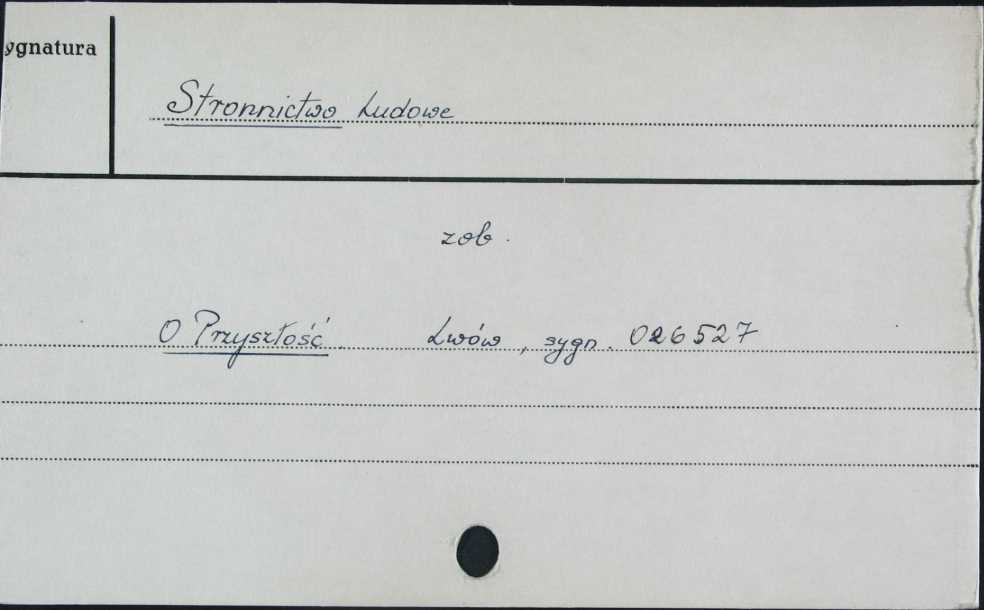 ygnatura
Stronnictwo Ludowe
zob.
O Przyszłość. Lwów, sygn. 026527